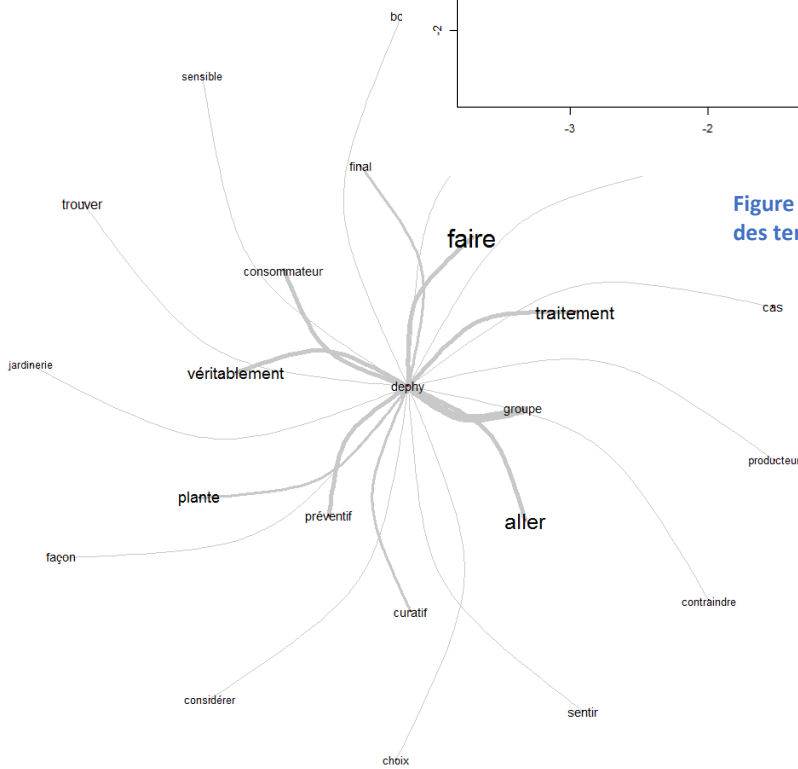 bo
-2
sensible
-3
-2
final
trouver
Figure
des ter
faire
consommateur
cas
traitement
jardinerie
véritablement
dephy
groupe
producteur
plante
préventif
aller
façon
contraindre
curatif
considérer
sentir
choix